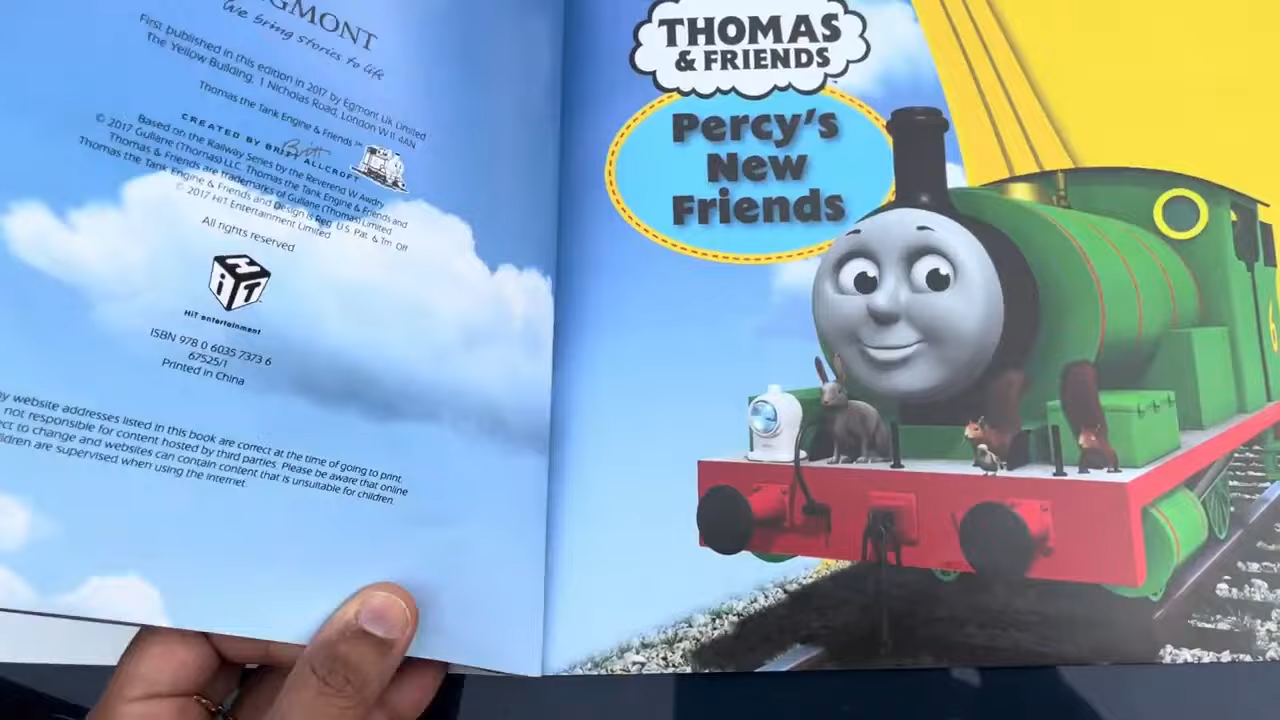 EGMONT
We bring stories to life
First published in this edition in 2017 by Egmont UK Limited
The Yellow Building, 1 Nicholas Road, London W11 4AN
Thomas the Tank Engine & Friends™
CREATED BY BRITT ALLCROFT
Based on the Railway Series by the Reverend W Awdry
© 2017 Gullane (Thomas) LLC. Thomas the Tank Engine & Friends and
Thomas & Friends are trademarks of Gullane (Thomas) Limited.
Thomas the Tank Engine & Friends and Design is Reg. U.S. Pat. & Tm. Off
© 2017 HiT Entertainment Limited
All rights reserved
HiT
HiT entertainment
ISBN 978 0 6035 7373 6
67525/1
Printed in China
website addresses listed in this book are correct at the time of going to print.
not responsible for content hosted by third parties. Please be aware that online
to change and websites can contain content that is unsuitable for children.
are supervised when using the internet.
THOMAS
& FRIENDS
Percy's
New
Friends